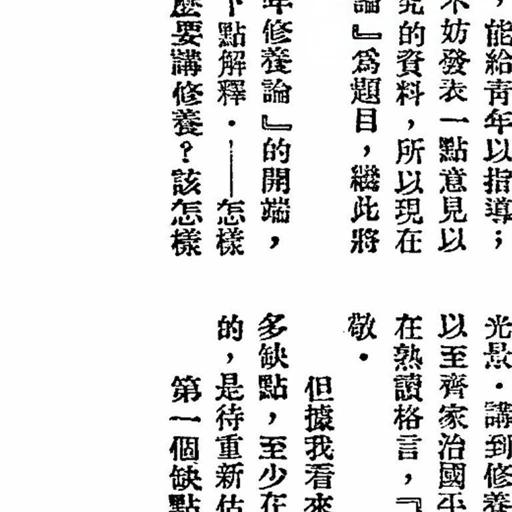 ，能給青年以指導；
不妨發表一點意見以
究的資料，所以現在
論』爲題目，繼此將
年修養論』的開端，
下點解釋．——怎樣
麼要講修養？該怎樣
光景．講到修養
以至齊家治國平
在熟讀格言，『
敬．
但據我看來
多缺點，至少在
的，是待重新估
第一個缺點